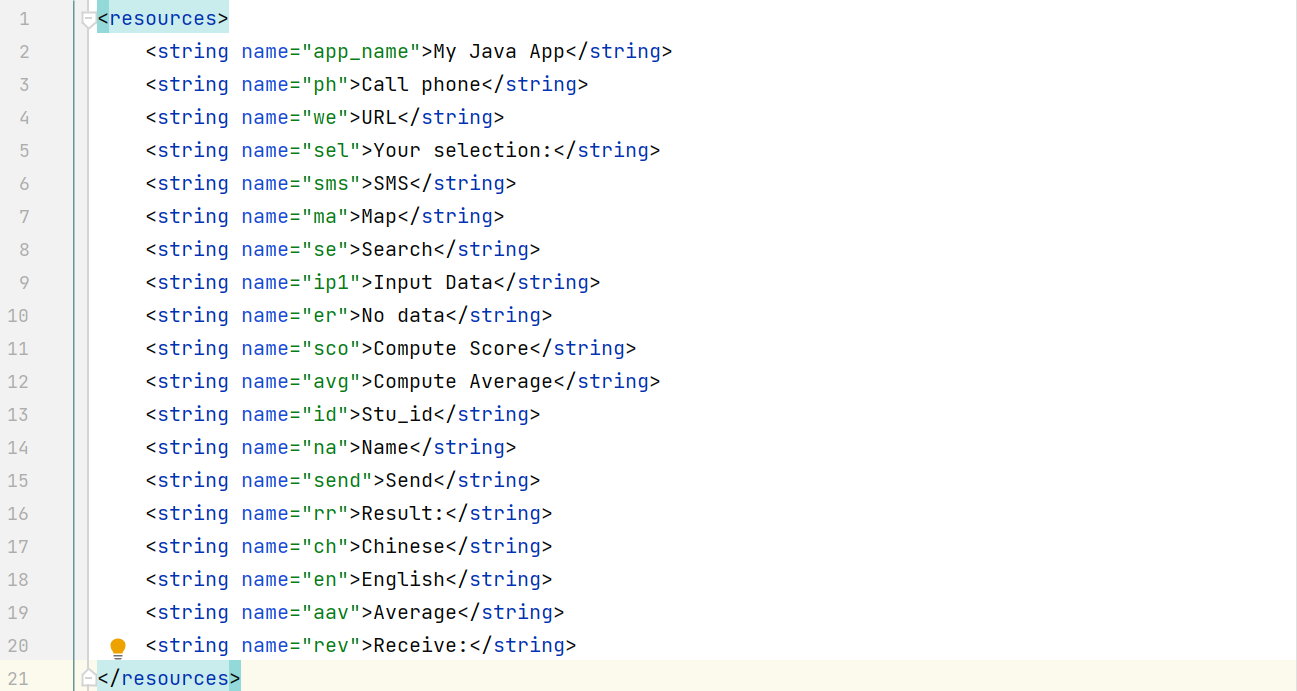 1 <resources>
2 <string name="app_name">My Java App</string>
3 <string name="ph">Call phone</string>
4 <string name="we">URL</string>
5 <string name="sel">Your selection:</string>
6 <string name="sms">SMS</string>
7 <string name="ma">Map</string>
8 <string name="se">Search</string>
9 <string name="ip1">Input Data</string>
10 <string name="er">No data</string>
11 <string name="sco">Compute Score</string>
12 <string name="avg">Compute Average</string>
13 <string name="id">Stu_id</string>
14 <string name="na">Name</string>
15 <string name="send">Send</string>
16 <string name="rr">Result:</string>
17 <string name="ch">Chinese</string>
18 <string name="en">English</string>
19 <string name="aav">Average</string>
20 <string name="rev">Receive:</string>
21 </resources>